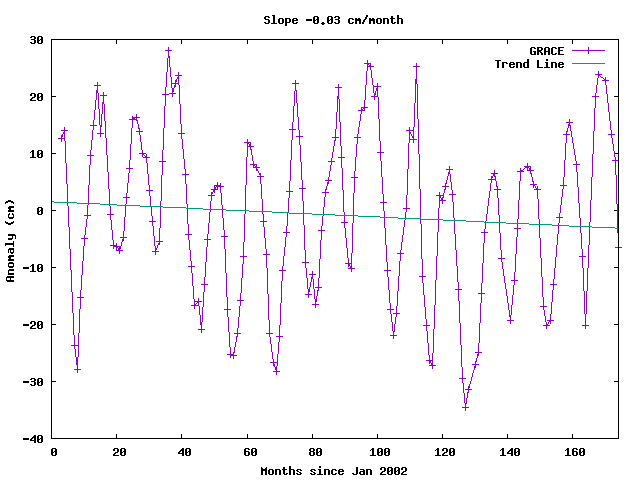 Slope -0.03 cm/month
GRACE
Trend Line
30
20
10
0
-10
-20
-30
-40
Anomaly (cm)
0 20 40 60 80 100 120 140 160
Months since Jan 2002